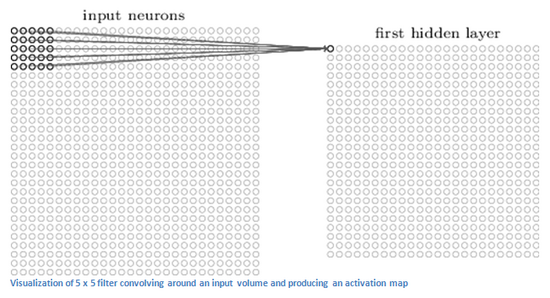 input neurons
first hidden layer
Visualization of 5 x 5 filter convolving around an input volume and producing an activation map